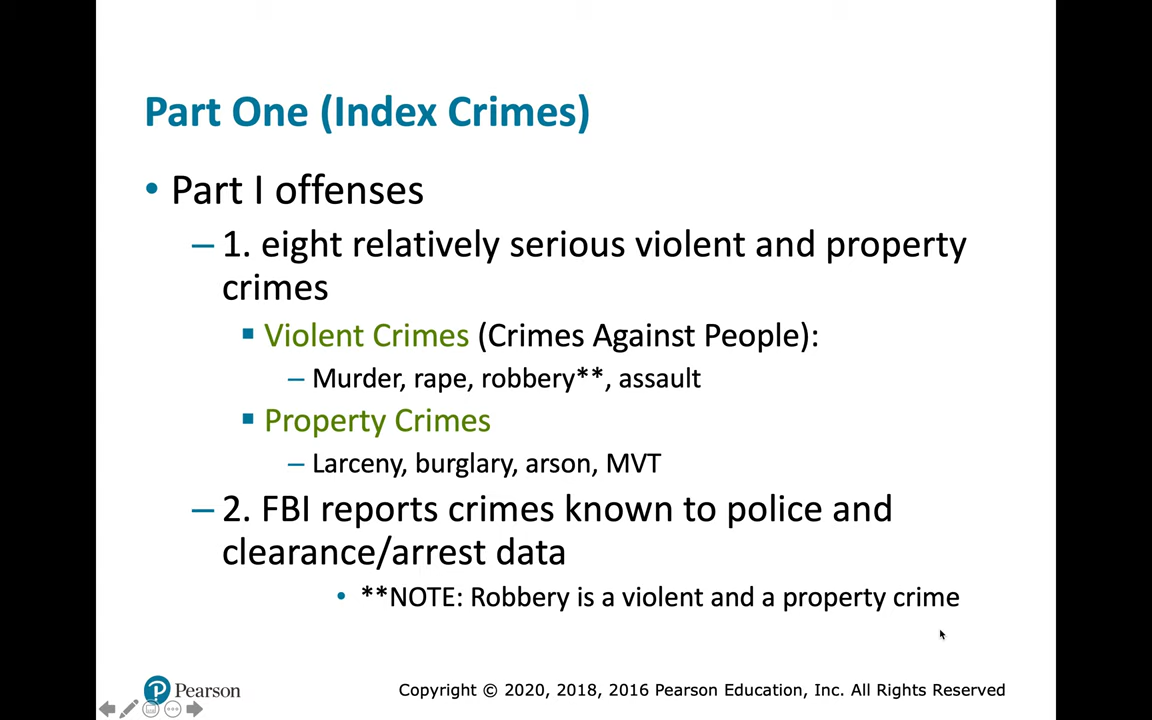 Part One (Index Crimes)
• Part I offenses
– 1. eight relatively serious violent and property
crimes
▪ Violent Crimes (Crimes Against People):
– Murder, rape, robbery**, assault
▪ Property Crimes
– Larceny, burglary, arson, MVT
– 2. FBI reports crimes known to police and
clearance/arrest data
• **NOTE: Robbery is a violent and a property crime
Pearson
Copyright © 2020, 2018, 2016 Pearson Education, Inc. All Rights Reserved